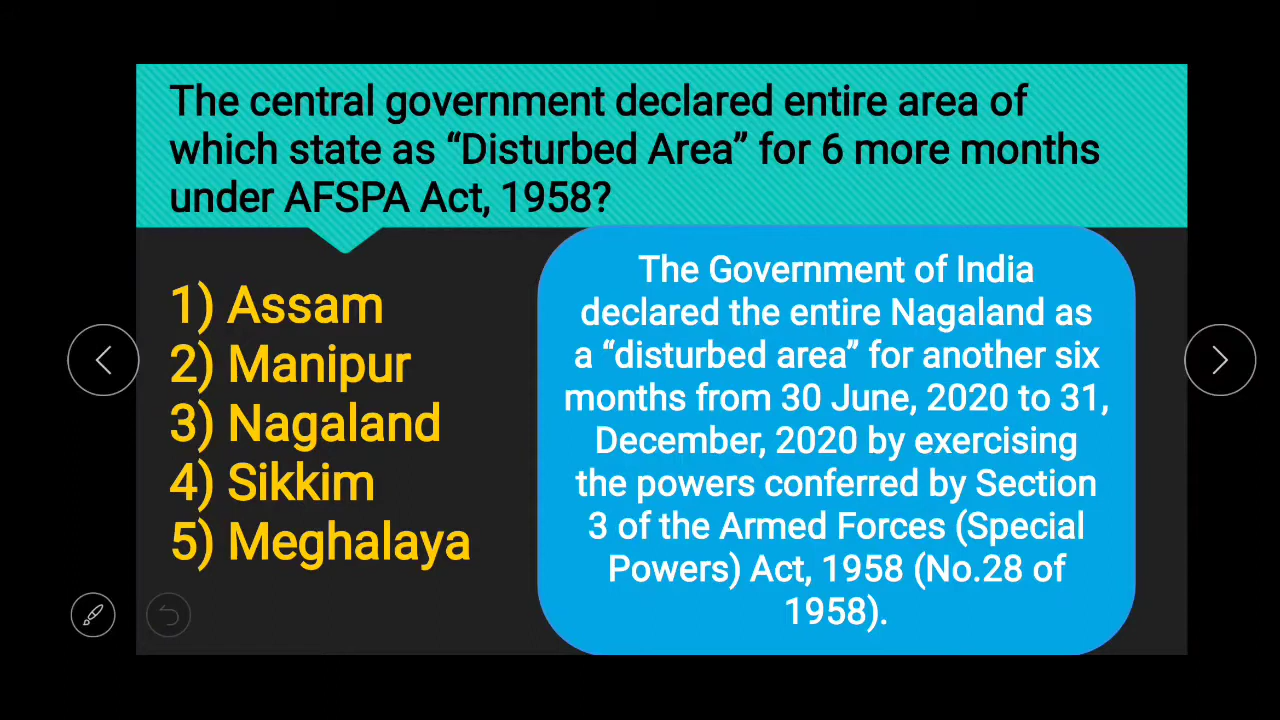 The central government declared entire area of
which state as “Disturbed Area” for 6 more months
under AFSPA Act, 1958?
1) Assam
2) Manipur
3) Nagaland
4) Sikkim
5) Meghalaya
The Government of India
declared the entire Nagaland as
a “disturbed area” for another six
months from 30 June, 2020 to 31,
December, 2020 by exercising
the powers conferred by Section
3 of the Armed Forces (Special
Powers) Act, 1958 (No.28 of
1958).